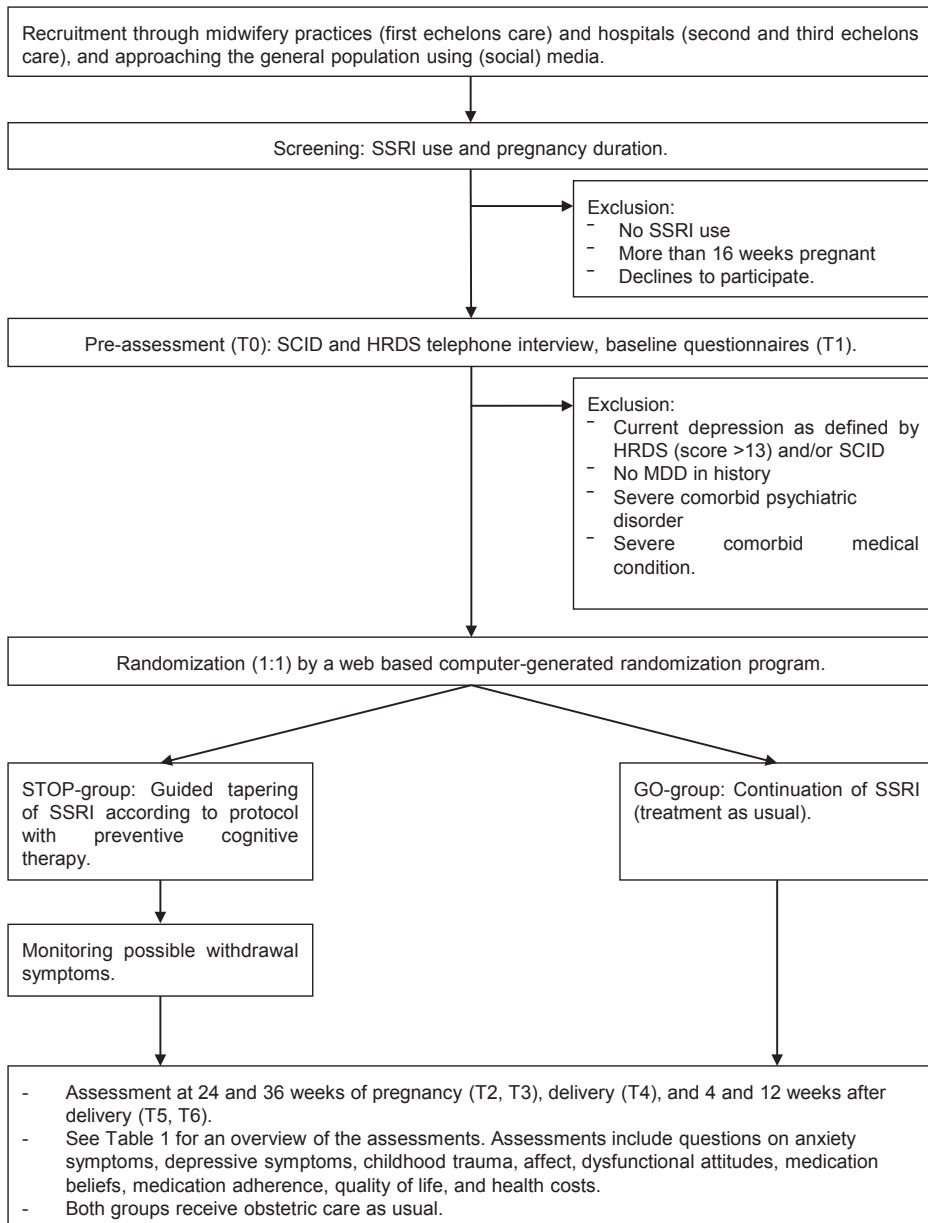 Recruitment through midwifery practices (first echelons care) and hospitals (second and third echelons
care), and approaching the general population using (social) media.
Screening: SSRI use and pregnancy duration.
Exclusion:
- No SSRI use
- More than 16 weeks pregnant
- Declines to participate.
Pre-assessment (T0): SCID and HRDS telephone interview, baseline questionnaires (T1).
Exclusion:
- Current depression as defined by
HRDS (score >13) and/or SCID
- No MDD in history
- Severe comorbid psychiatric
disorder
- Severe comorbid medical
condition.
Randomization (1:1) by a web based computer-generated randomization program.
STOP-group: Guided tapering
of SSRI according to protocol
with preventive cognitive
therapy.
GO-group: Continuation of SSRI
(treatment as usual).
Monitoring possible withdrawal
symptoms.
- Assessment at 24 and 36 weeks of pregnancy (T2, T3), delivery (T4), and 4 and 12 weeks after
delivery (T5, T6).
- See Table 1 for an overview of the assessments. Assessments include questions on anxiety
symptoms, depressive symptoms, childhood trauma, affect, dysfunctional attitudes, medication
beliefs, medication adherence, quality of life, and health costs.
- Both groups receive obstetric care as usual.